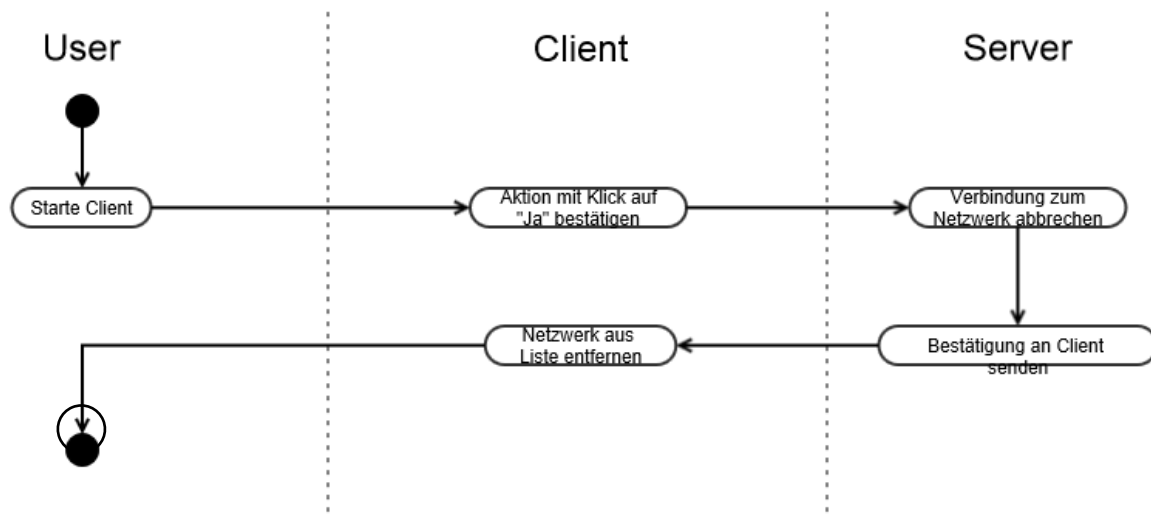 User
Client
Server
Starte Client
Aktion mit Klick auf
"Ja" bestätigen
Verbindung zum
Netzwerk abbrechen
Netzwerk aus
Liste entfernen
Bestätigung an Client
senden